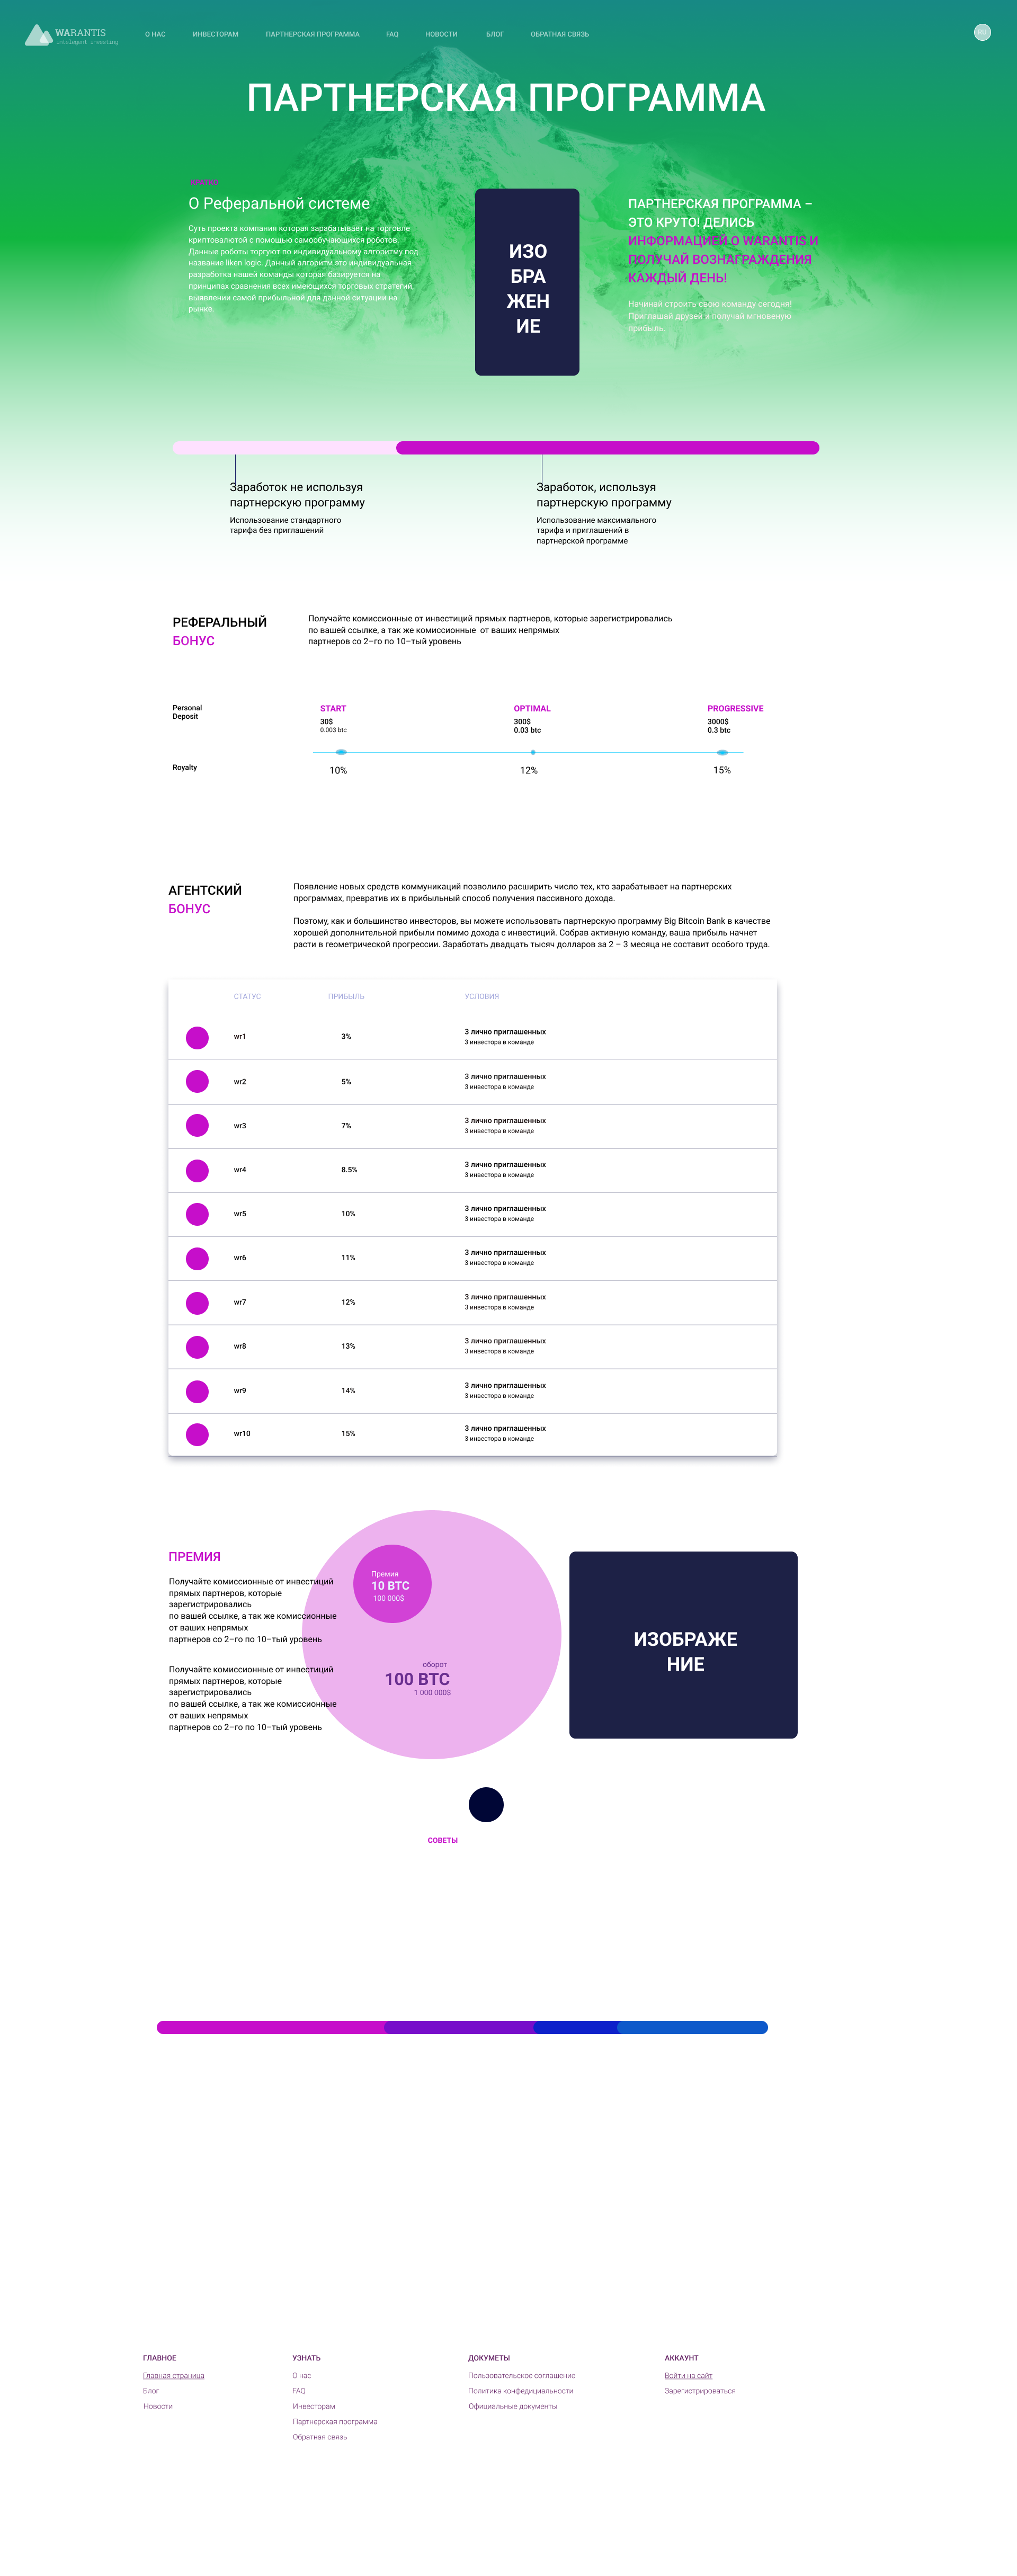 WARANTIS
intelegent investing
О НАС
ИНВЕСТОРАМ
ПАРТНЕРСКАЯ ПРОГРАММА
FAQ
НОВОСТИ
БЛОГ
ОБРАТНАЯ СВЯЗЬ
RU
ПАРТНЕРСКАЯ ПРОГРАММА
КРАТКО
О Реферальной системе
Суть проекта компания которая зарабатывает на торговле
криптовалютой с помощью самообучающихся роботов.
Данные роботы торгуют по индивидуальному алгоритму под
название liken logic. Данный алгоритм это индивидуальная
разработка нашей команды которая базируется на
принципах сравнения всех имеющихся торговых стратегий,
выявлении самой прибыльной для данной ситуации на
рынке.
ИЗО
БРА
ЖЕН
ИЕ
ПАРТНЕРСКАЯ ПРОГРАММА –
ЭТО КРУТО! ДЕЛИСЬ
ИНФОРМАЦИЕЙ О WARANTIS И
ПОЛУЧАЙ ВОЗНАГРАЖДЕНИЯ
КАЖДЫЙ ДЕНЬ!
Начинай строить свою команду сегодня!
Приглашай друзей и получай мгновеную
прибыль.
Заработок не используя
партнерскую программу
Использование стандартного
тарифа без приглашений
Заработок, используя
партнерскую программу
Использование максимального
тарифа и приглашений в
партнерской программе
РЕФЕРАЛЬНЫЙ
БОНУС
Получайте комиссионные от инвестиций прямых партнеров, которые зарегистрировались
по вашей ссылке, а так же комиссионные от ваших непрямых
партнеров со 2–го по 10–тый уровень
Personal
Deposit
START
30$
0.003 btc
OPTIMAL
300$
0.03 btc
PROGRESSIVE
3000$
0.3 btc
Royalty
10%
12%
15%
АГЕНТСКИЙ
БОНУС
Появление новых средств коммуникаций позволило расширить число тех, кто зарабатывает на партнерских
программах, превратив их в прибыльный способ получения пассивного дохода.
Поэтому, как и большинство инвесторов, вы можете использовать партнерскую программу Big Bitcoin Bank в качестве
хорошей дополнительной прибыли помимо дохода с инвестиций. Собрав активную команду, ваша прибыль начнет
расти в геометрической прогрессии. Заработать двадцать тысяч долларов за 2 – 3 месяца не составит особого труда.
СТАТУС
ПРИБЫЛЬ
УСЛОВИЯ
wr1
3%
3 лично приглашенных
3 инвестора в команде
wr2
5%
3 лично приглашенных
3 инвестора в команде
wr3
7%
3 лично приглашенных
3 инвестора в команде
wr4
8.5%
3 лично приглашенных
3 инвестора в команде
wr5
10%
3 лично приглашенных
3 инвестора в команде
wr6
11%
3 лично приглашенных
3 инвестора в команде
wr7
12%
3 лично приглашенных
3 инвестора в команде
wr8
13%
3 лично приглашенных
3 инвестора в команде
wr9
14%
3 лично приглашенных
3 инвестора в команде
wr10
15%
3 лично приглашенных
3 инвестора в команде
ПРЕМИЯ
Получайте комиссионные от инвестиций
прямых партнеров, которые
зарегистрировались
по вашей ссылке, а так же комиссионные
от ваших непрямых
партнеров со 2–го по 10–тый уровень
Получайте комиссионные от инвестиций
прямых партнеров, которые
зарегистрировались
по вашей ссылке, а так же комиссионные
от ваших непрямых
партнеров со 2–го по 10–тый уровень
Премия
10 BTC
100 000$
оборот
100 BTC
1 000 000$
ИЗОБРАЖЕ
НИЕ
СОВЕТЫ
ГЛАВНОЕ
Главная страница
Блог
Новости
УЗНАТЬ
О нас
FAQ
Инвесторам
Партнерская программа
Обратная связь
ДОКУМЕТЫ
Пользовательское соглашение
Политика конфедициальности
Официальные документы
АККАУНТ
Войти на сайт
Зарегистрироваться